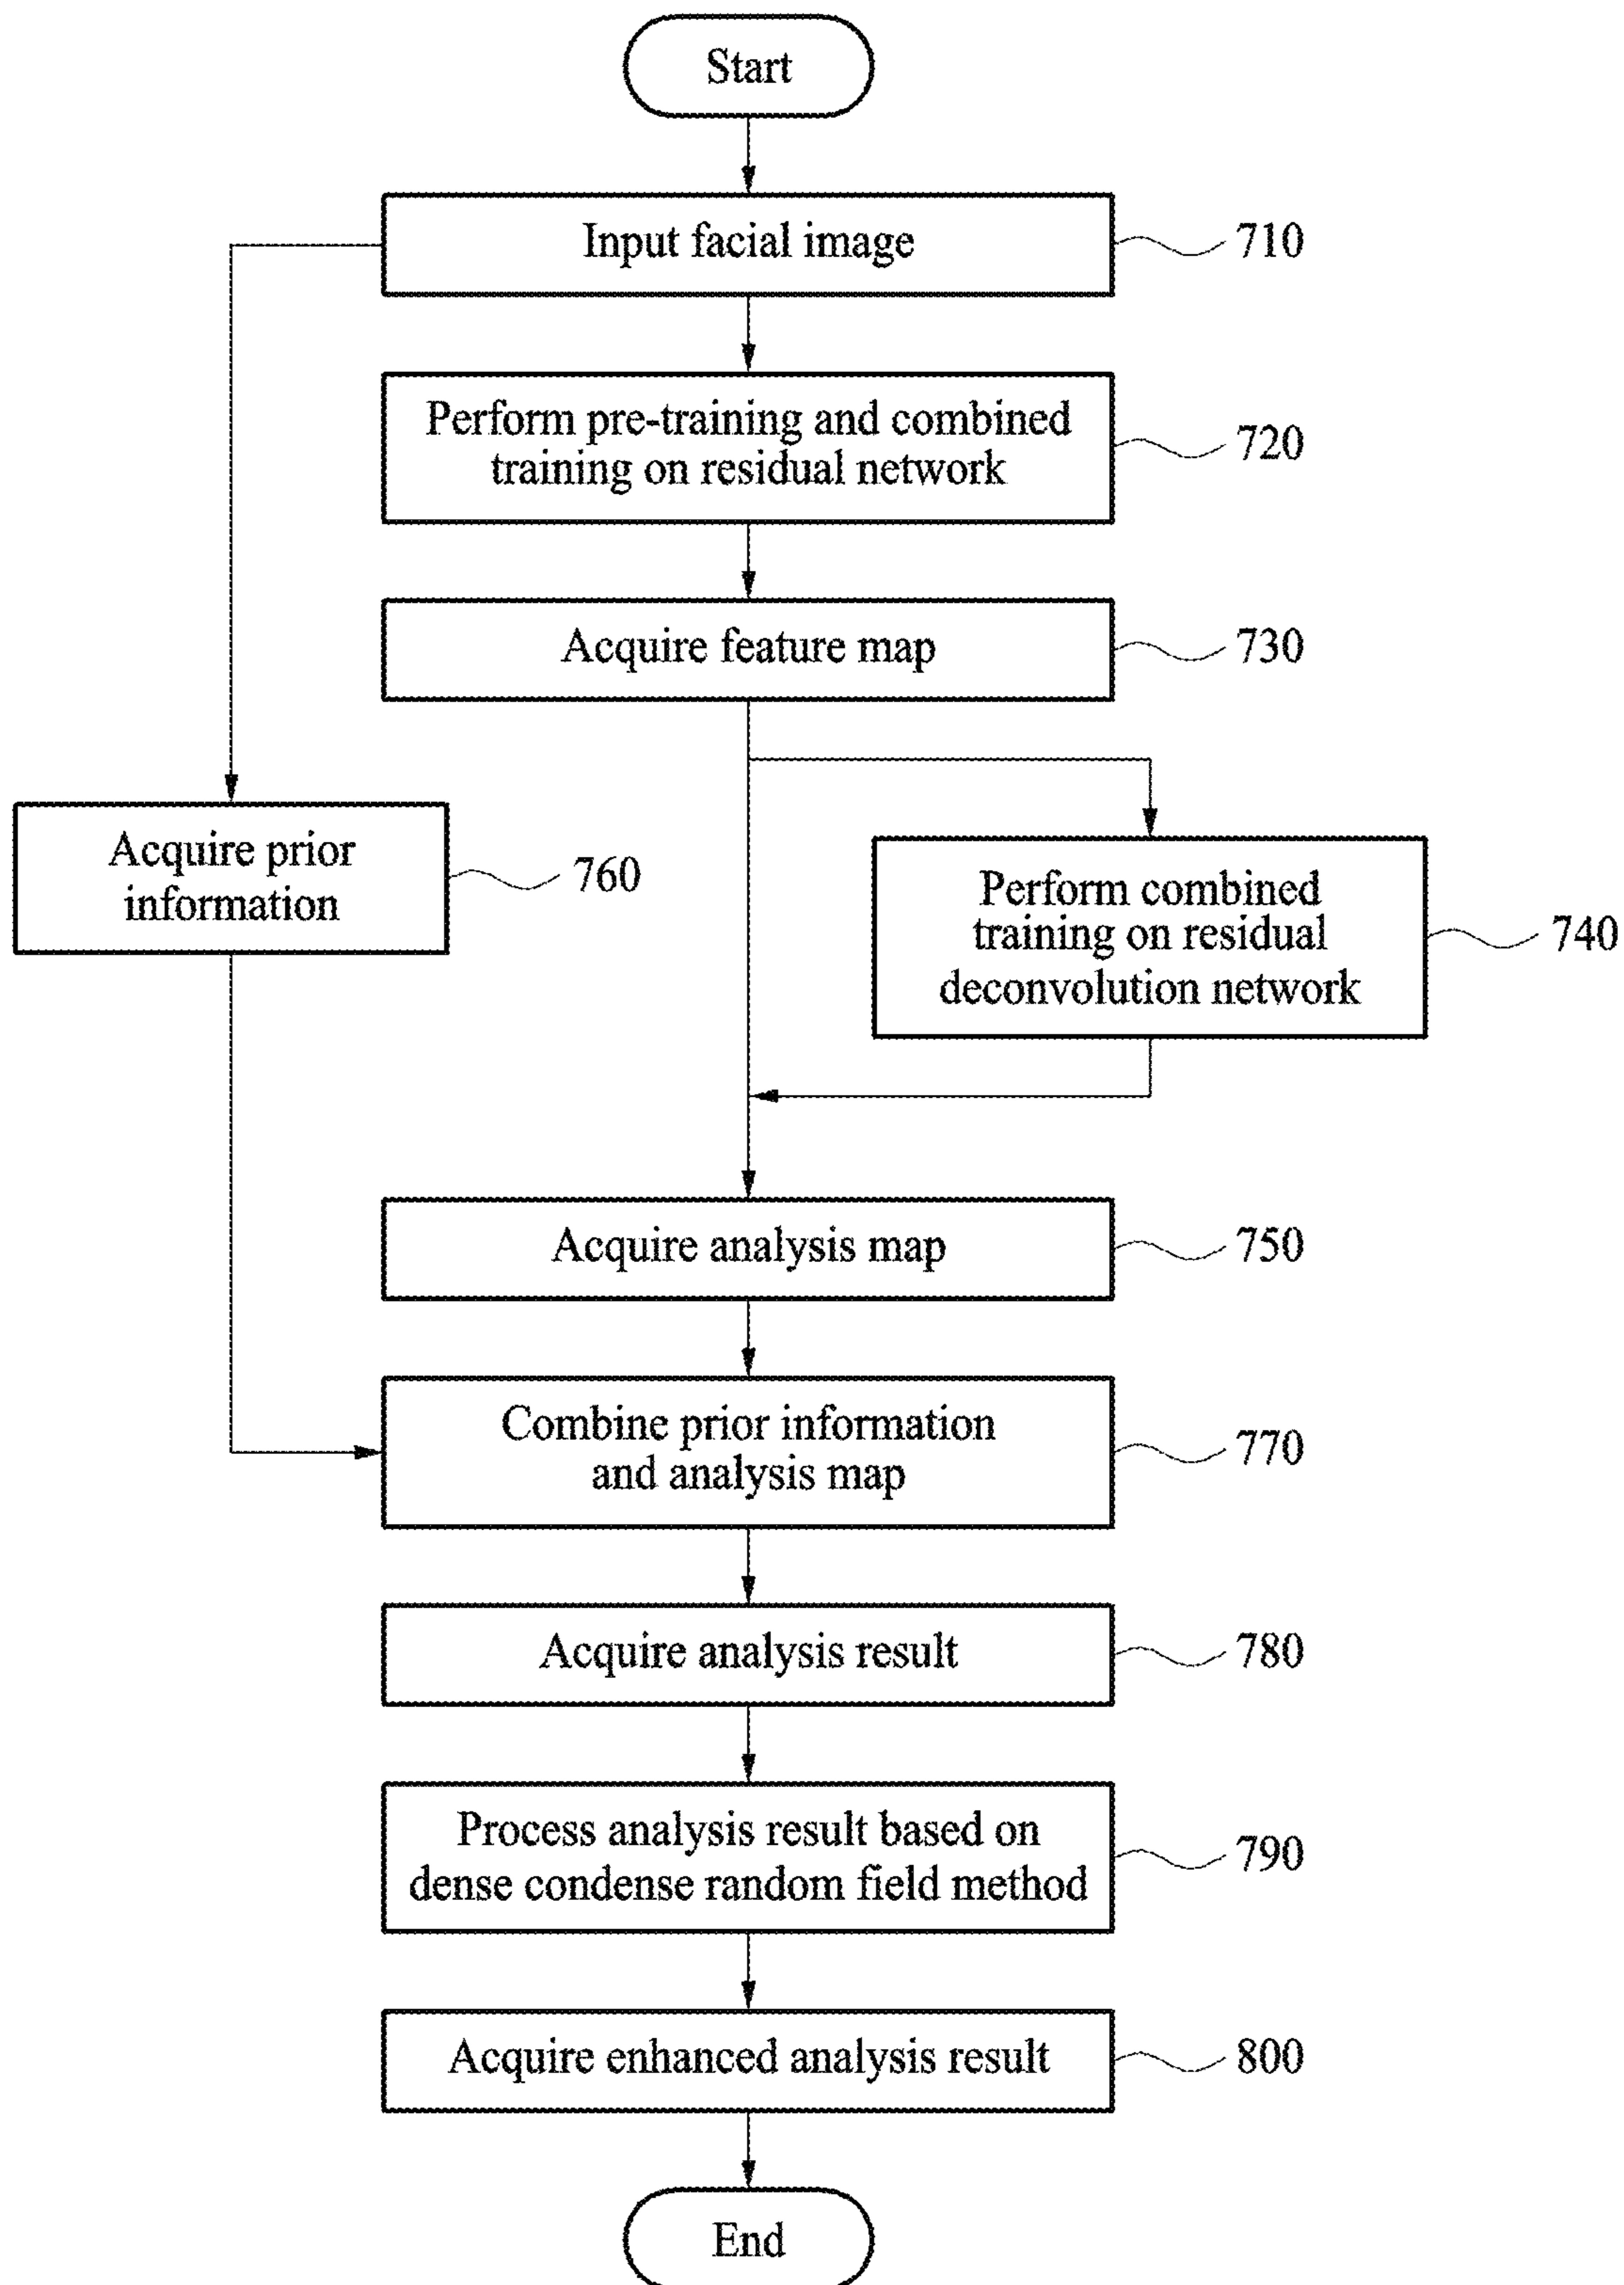 Start
Input facial image
710
Perform pre-training and combined
training on residual network
720
Acquire feature map
730
Acquire prior
information
760
Perform combined
training on residual
deconvolution network
740
Acquire analysis map
750
Combine prior information
and analysis map
770
Acquire analysis result
780
Process analysis result based on
dense condense random field method
790
Acquire enhanced analysis result
800
End